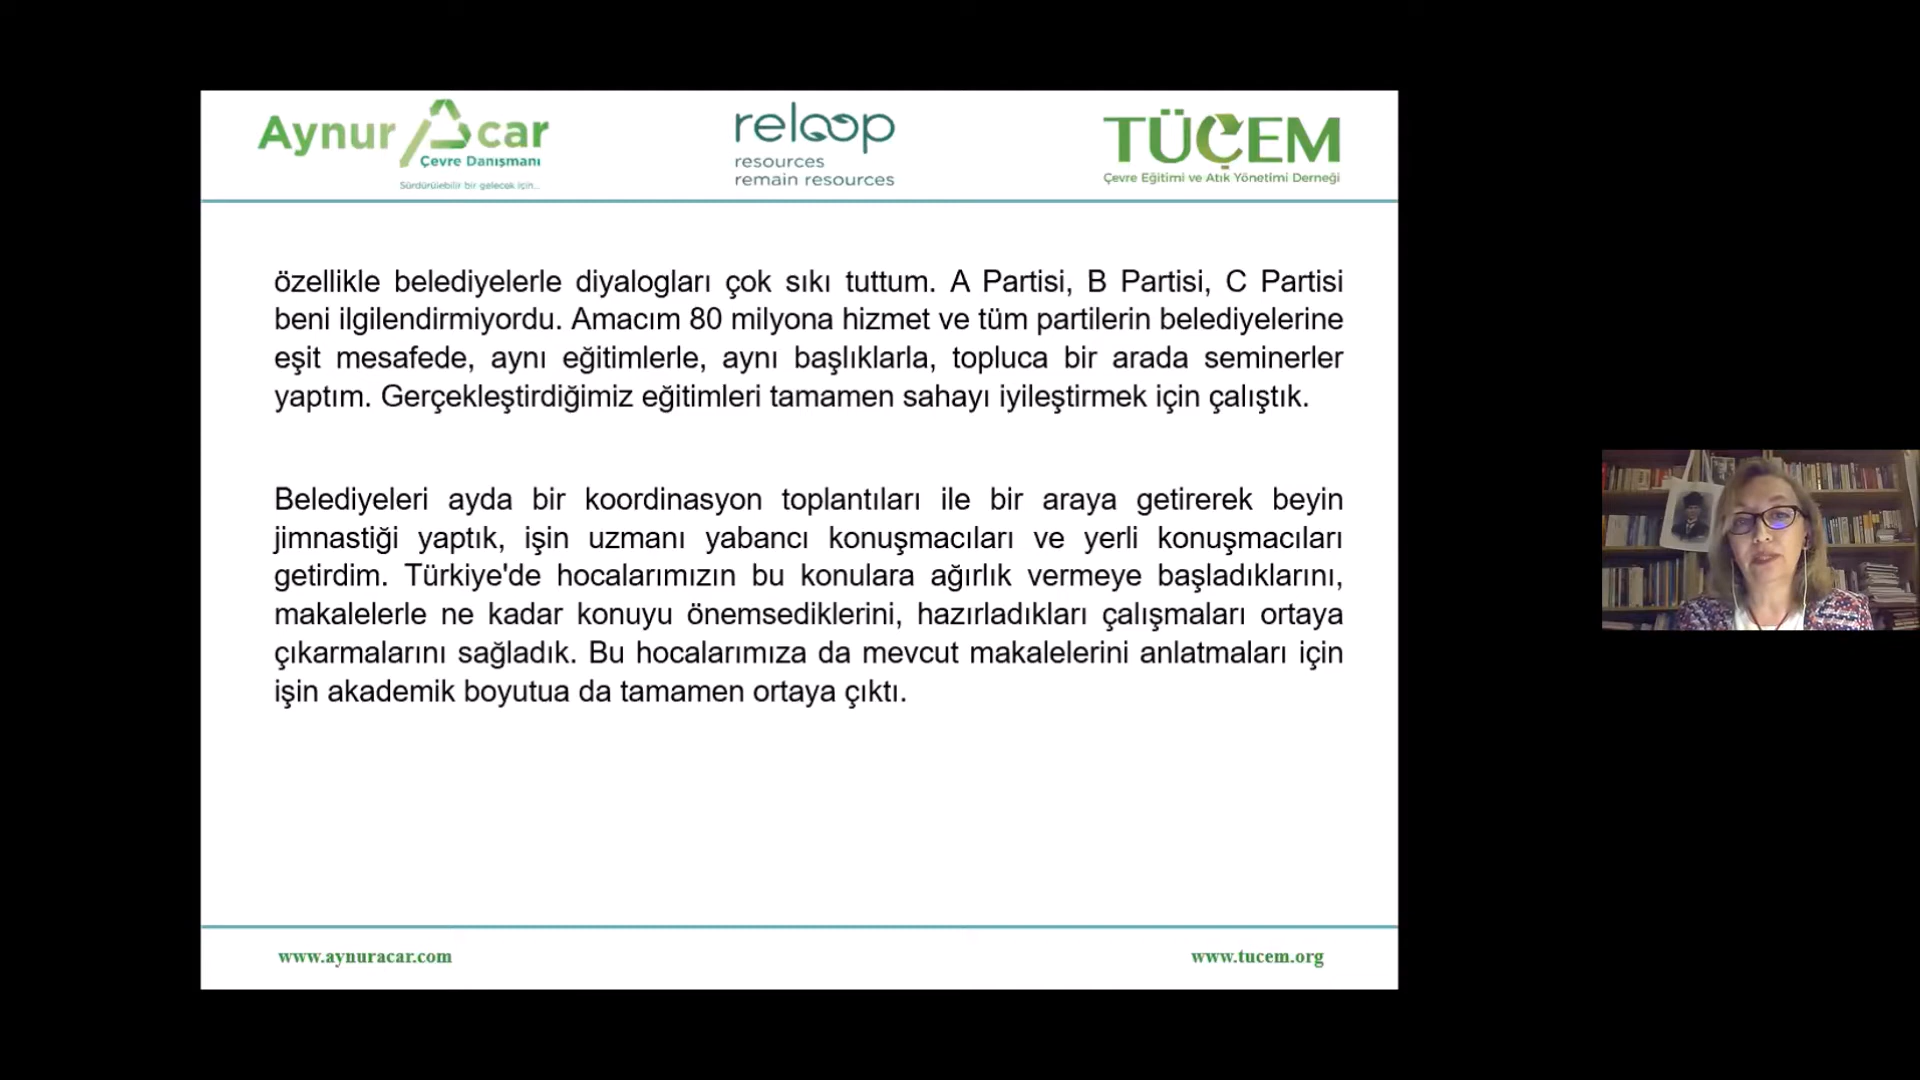 Aynur Acar
Çevre Danışmanı
Sürdürülebilir bir gelecek için...
reloop
resources
remain resources
TÜÇEM
Çevre Eğitimi ve Atık Yönetimi Derneği
özellikle belediyelerle diyalogları çok sıkı tuttum. A Partisi, B Partisi, C Partisi
beni ilgilendirmiyordu. Amacım 80 milyona hizmet ve tüm partilerin belediyelerine
eşit mesafede, aynı eğitimlerle, aynı başlıklarla, topluca bir arada seminerler
yaptım. Gerçekleştirdiğimiz eğitimleri tamamen sahayı iyileştirmek için çalıştık.
Belediyeleri ayda bir koordinasyon toplantıları ile bir araya getirerek beyin
jimnastiği yaptık, işin uzmanı yabancı konuşmacıları ve yerli konuşmacıları
getirdim. Türkiye'de hocalarımızın bu konulara ağırlık vermeye başladıklarını,
makalelerle ne kadar konuyu önemsediklerini, hazırladıkları çalışmaları ortaya
çıkarmalarını sağladık. Bu hocalarımıza da mevcut makalelerini anlatmaları için
işin akademik boyutua da tamamen ortaya çıktı.
www.aynuracar.com
www.tucem.org